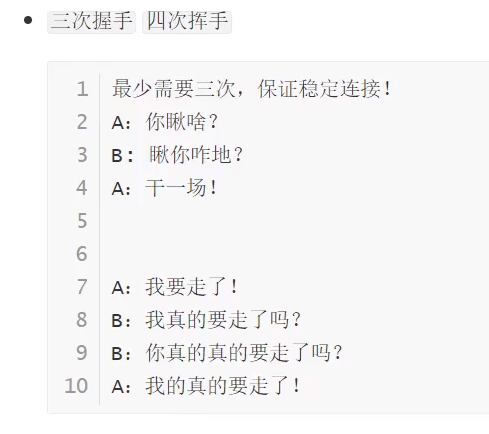 三次握手 四次挥手
1 最少需要三次，保证稳定连接！
2 A：你瞅啥？
3 B： 瞅你咋地？
4 A：干一场！
5
6
7 A：我要走了！
8 B：我真的要走了吗？
9 B：你真的真的要走了吗？
10 A：我的真的要走了！